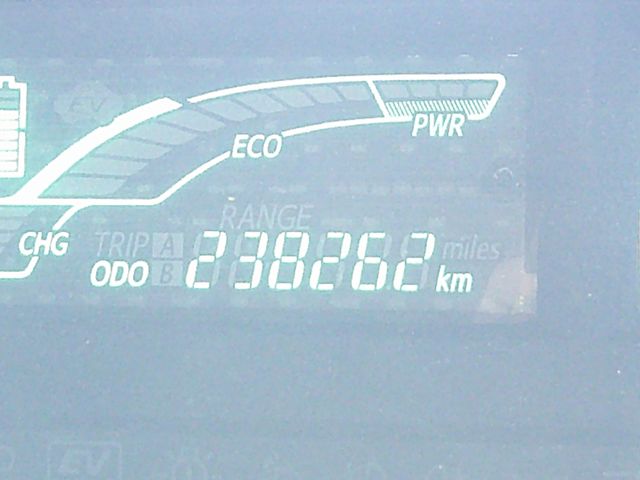 EV
PWR
ECO
RANGE
CHG
TRIP A
miles
ODO B 238262 km
EV